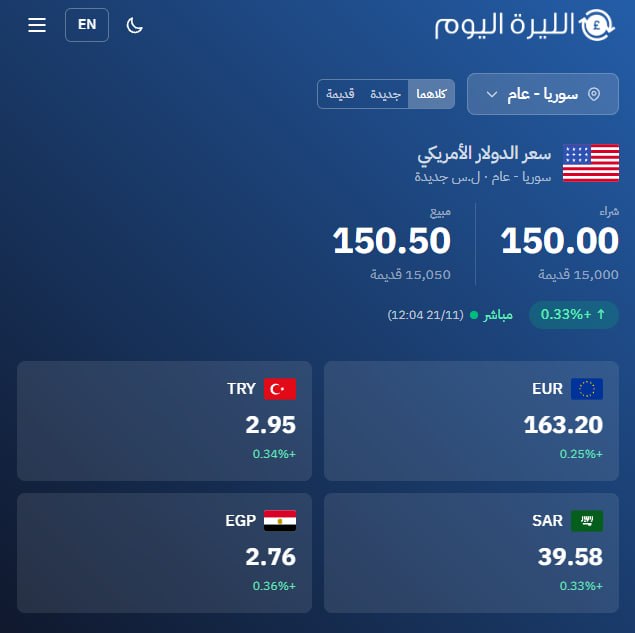 الليرة اليوم
EN
سوريا - عام
كلاهما جديدة قديمة
سعر الدولار الأمريكي
سوريا - عام · ل.س جديدة
شراء
150.00
15,000 قديمة
مبيع
150.50
15,050 قديمة
↑ +0.33%
مباشر (21/11 12:04)
EUR
163.20
+0.25%
TRY
2.95
+0.34%
SAR
39.58
+0.33%
EGP
2.76
+0.36%